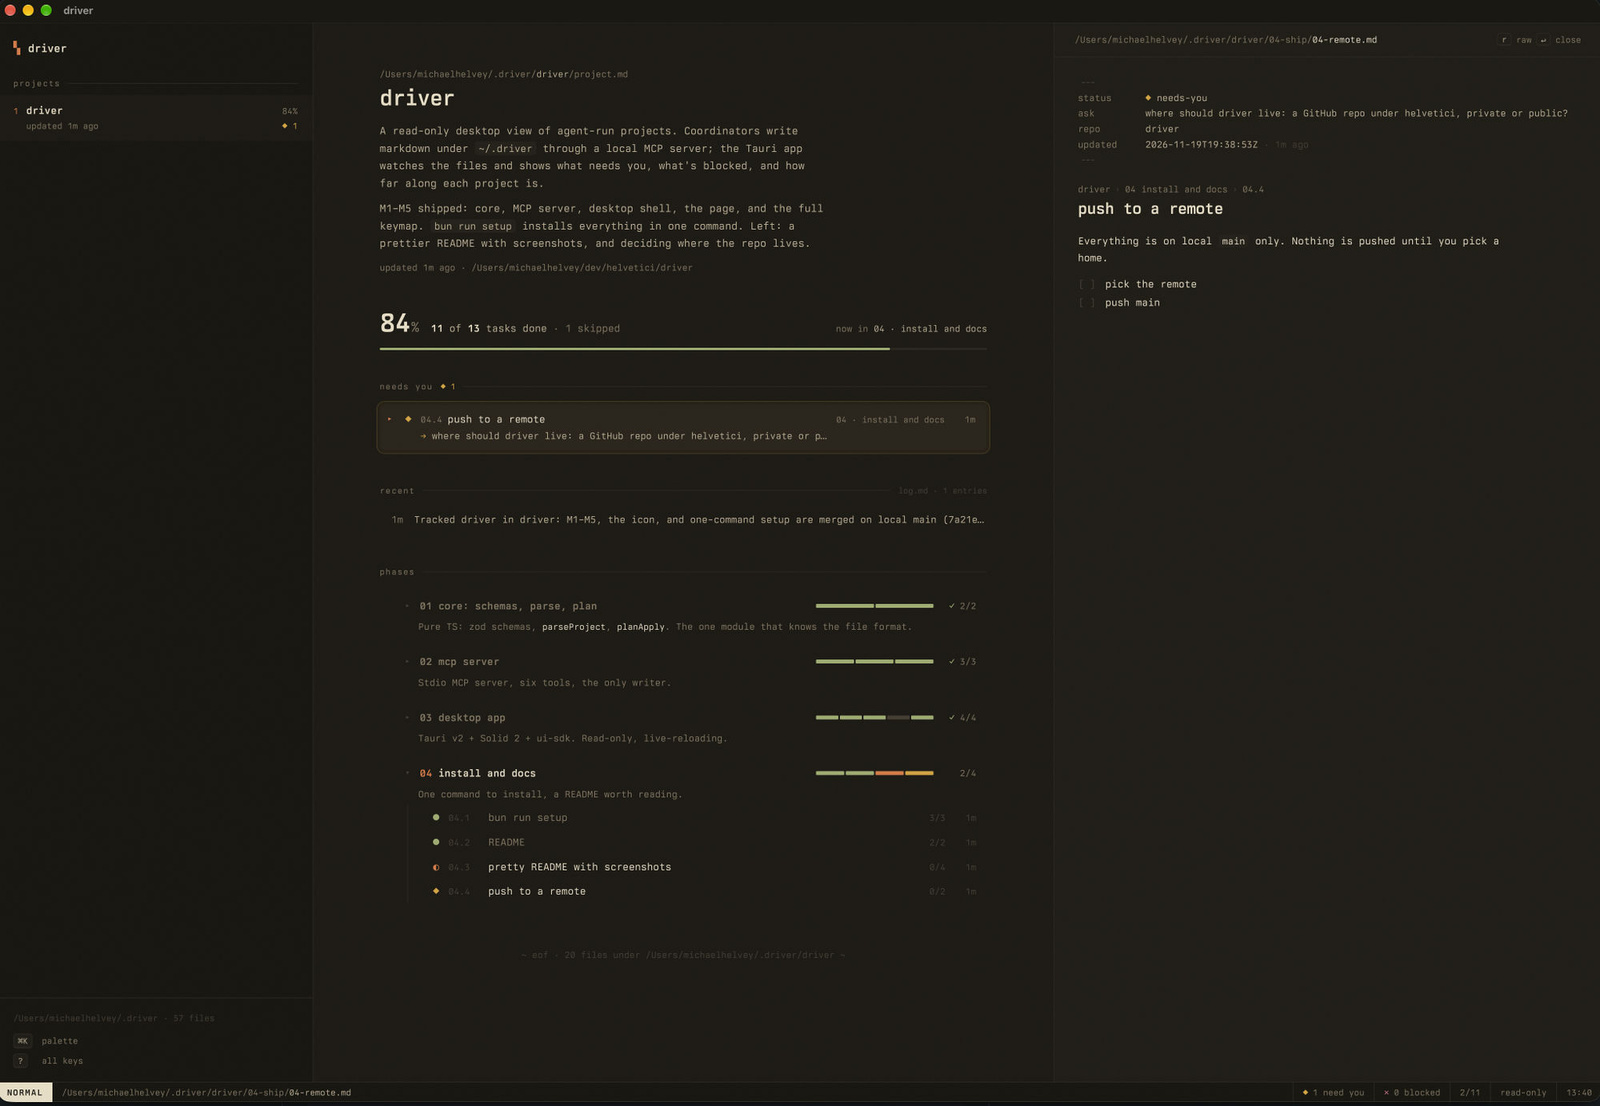 driver
driver
projects
1 driver 84%
updated 1m ago ◆ 1
/Users/michaelhelvey/.driver · 37 files
⌘K palette
? all keys
/Users/michaelhelvey/.driver/driver/project.md
driver
A read-only desktop view of agent-run projects. Coordinators write
markdown under ~/.driver through a local MCP server; the Tauri app
watches the files and shows what needs you, what's blocked, and how
far along each project is.
M1–M5 shipped: core, MCP server, desktop shell, the page, and the full
keymap. bun run setup installs everything in one command. Left: a
prettier README with screenshots, and deciding where the repo lives.
updated 1m ago · /Users/michaelhelvey/dev/helvetici/driver
84% 11 of 13 tasks done · 1 skipped now in 04 · install and docs
needs you ◆ 1
▸ ◆ 04.4 push to a remote 04 · install and docs 1m
→ where should driver live: a GitHub repo under helvetici, private or p…
recent log.md · 1 entries
1m Tracked driver in driver: M1–M5, the icon, and one-command setup are merged on local main (7a21e…
phases
01 core: schemas, parse, plan ✓ 2/2
Pure TS: zod schemas, parseProject, planApply. The one module that knows the file format.
02 mcp server ✓ 3/3
Stdio MCP server, six tools, the only writer.
03 desktop app ✓ 4/4
Tauri v2 + Solid 2 + ui-sdk. Read-only, live-reloading.
04 install and docs 2/4
One command to install, a README worth reading.
04.1 bun run setup 3/3 1m
04.2 README 2/2 1m
04.3 pretty README with screenshots 0/4 1m
04.4 push to a remote 0/2 1m
~ eof · 20 files under /Users/michaelhelvey/.driver/driver ~
/Users/michaelhelvey/.driver/driver/04-ship/04-remote.md r raw ↵ close
---
status ◆ needs-you
ask where should driver live: a GitHub repo under helvetici, private or public?
repo driver
updated 2026-11-19T19:38:53Z · 1m ago
---
driver · 04 install and docs · 04.4
push to a remote
Everything is on local main only. Nothing is pushed until you pick a
home.
[ ] pick the remote
[ ] push main
NORMAL /Users/michaelhelvey/.driver/driver/04-ship/04-remote.md ◆ 1 need you × 0 blocked 2/11 read-only 13:40